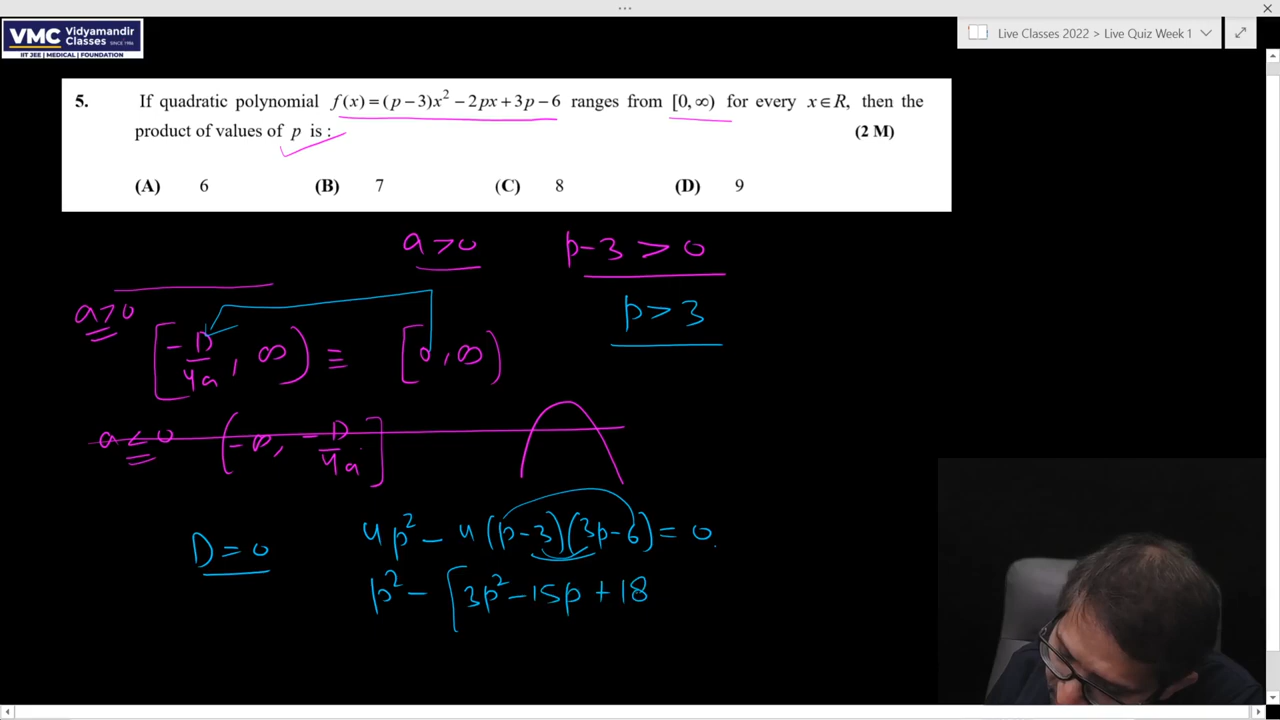 VMC Vidyamandir Classes SINCE 1986
IIT JEE | MEDICAL | FOUNDATION
Live Classes 2022 > Live Quiz Week 1
5. If quadratic polynomial f(x) = (p−3)x² − 2px + 3p − 6 ranges from [0, ∞) for every x ∈ R, then the
product of values of p is : (2 M)
(A) 6 (B) 7 (C) 8 (D) 9
a > 0 p - 3 > 0
a > 0 p > 3
[-D/4a, ∞) ≡ [0, ∞)
a < 0 (-∞, -D/4a]
D = 0 4p² - 4(p-3)(3p-6) = 0
p² - [3p² - 15p + 18